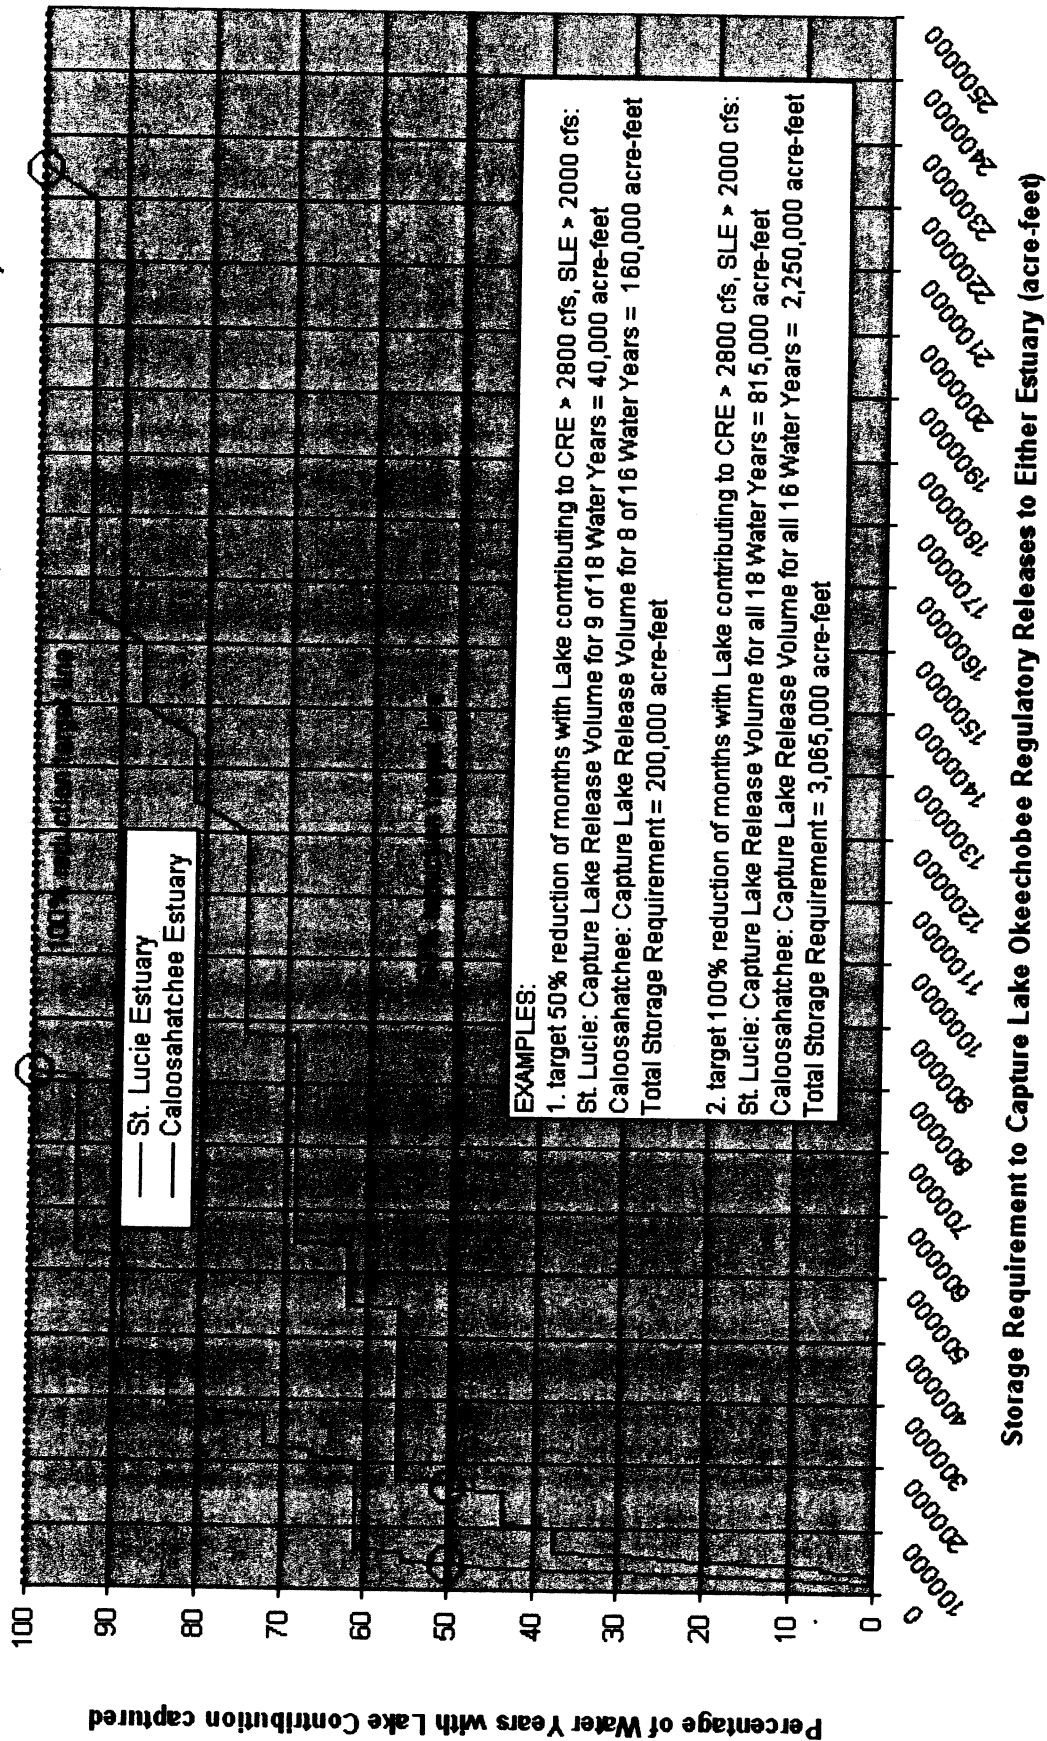 Percentage of Water Years with Lake Contribution captured
100
90
80
70
60
50
40
30
20
10
0
100% reduction target line
St. Lucie Estuary
Caloosahatchee Estuary
EXAMPLES:
1. target 50% reduction of months with Lake contributing to CRE > 2800 cfs, SLE > 2000 cfs:
St. Lucie: Capture Lake Release Volume for 9 of 18 Water Years = 40,000 acre-feet
Caloosahatchee: Capture Lake Release Volume for 8 of 16 Water Years = 160,000 acre-feet
Total Storage Requirement = 200,000 acre-feet
2. target 100% reduction of months with Lake contributing to CRE > 2800 cfs, SLE > 2000 cfs:
St. Lucie: Capture Lake Release Volume for all 18 Water Years = 815,000 acre-feet
Caloosahatchee: Capture Lake Release Volume for all 16 Water Years = 2,250,000 acre-feet
Total Storage Requirement = 3,065,000 acre-feet
0
100000
200000
300000
400000
500000
600000
700000
800000
900000
1000000
1100000
1200000
1300000
1400000
1500000
1600000
1700000
1800000
1900000
2000000
2100000
2200000
2300000
2400000
2500000
Storage Requirement to Capture Lake Okeechobee Regulatory Releases to Either Estuary (acre-feet)